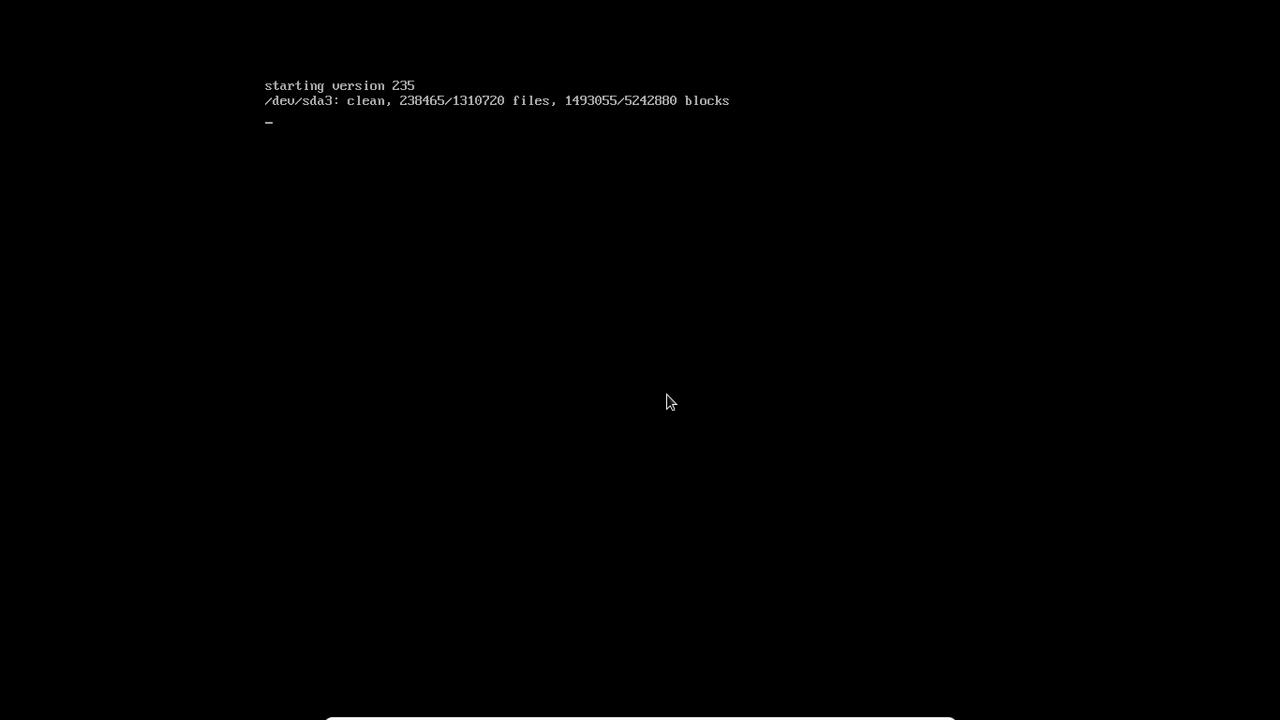 starting version 235
/dev/sda3: clean, 238465/1310720 files, 1493055/5242880 blocks
_